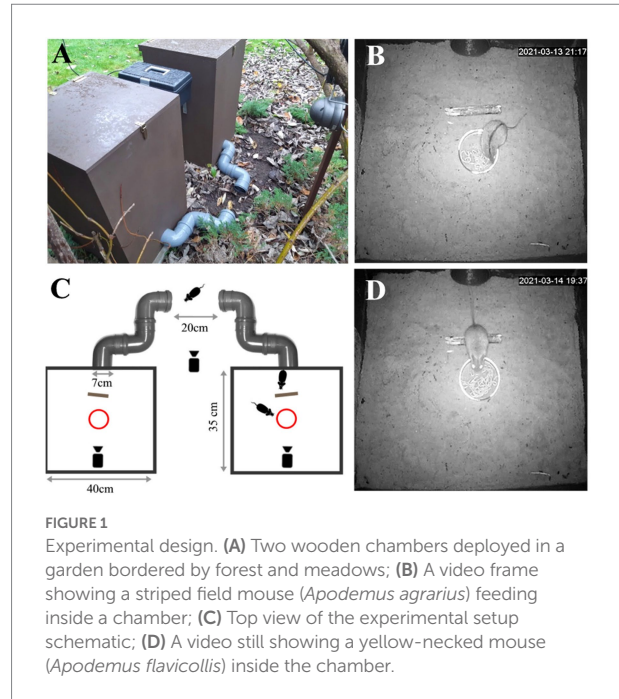 A
B
2021-03-13 21:17
C
20cm
7cm
35 cm
40cm
D
2021-03-14 19:37
FIGURE 1
Experimental design. (A) Two wooden chambers deployed in a
garden bordered by forest and meadows; (B) A video frame
showing a striped field mouse (Apodemus agrarius) feeding
inside a chamber; (C) Top view of the experimental setup
schematic; (D) A video still showing a yellow-necked mouse
(Apodemus flavicollis) inside the chamber.